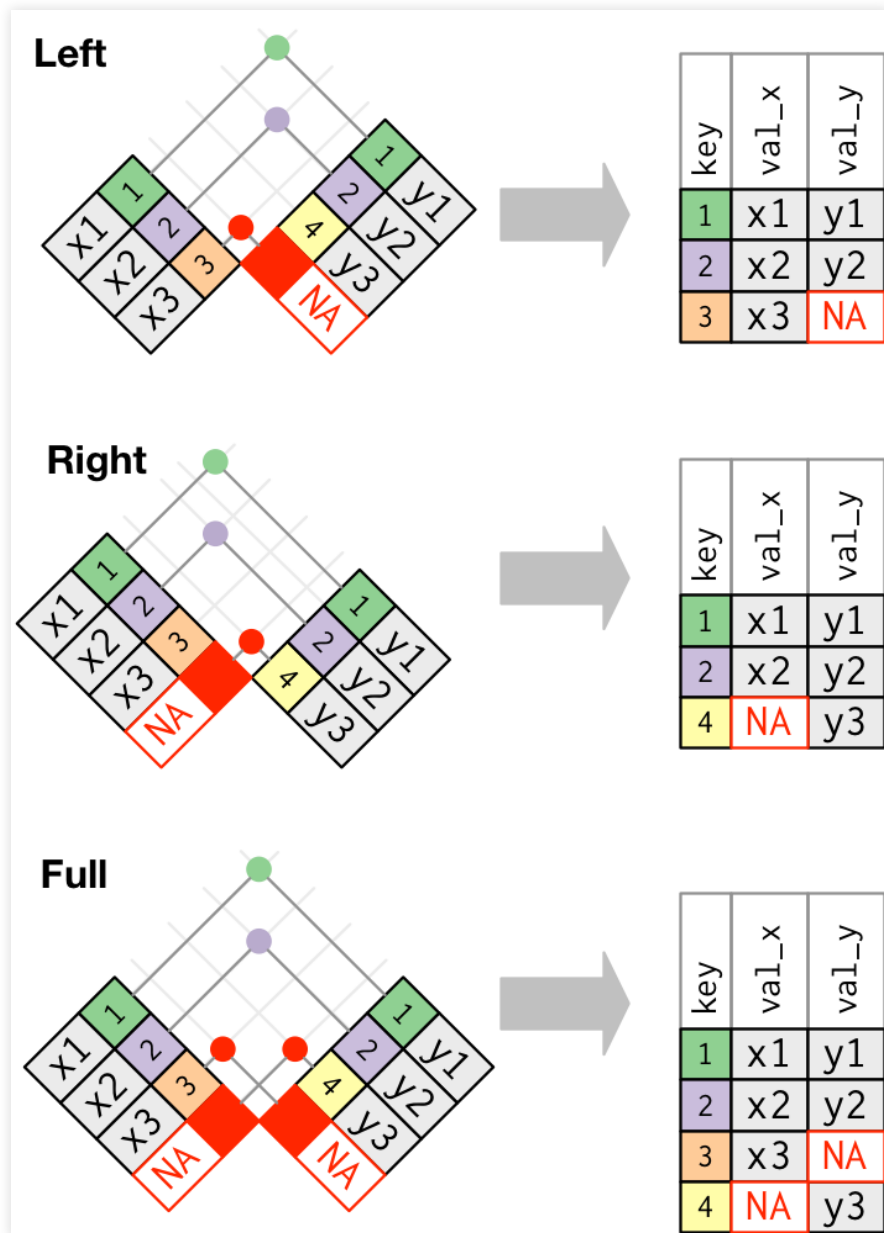 Left
1 x1
2 x2
3 x3
1 y1
2 y2
4 y3
NA
key val_x val_y
1 x1 y1
2 x2 y2
3 x3 NA
Right
1 x1
2 x2
3 x3
NA
1 y1
2 y2
4 y3
key val_x val_y
1 x1 y1
2 x2 y2
4 NA y3
Full
1 x1
2 x2
3 x3
NA
1 y1
2 y2
4 y3
NA
key val_x val_y
1 x1 y1
2 x2 y2
3 x3 NA
4 NA y3